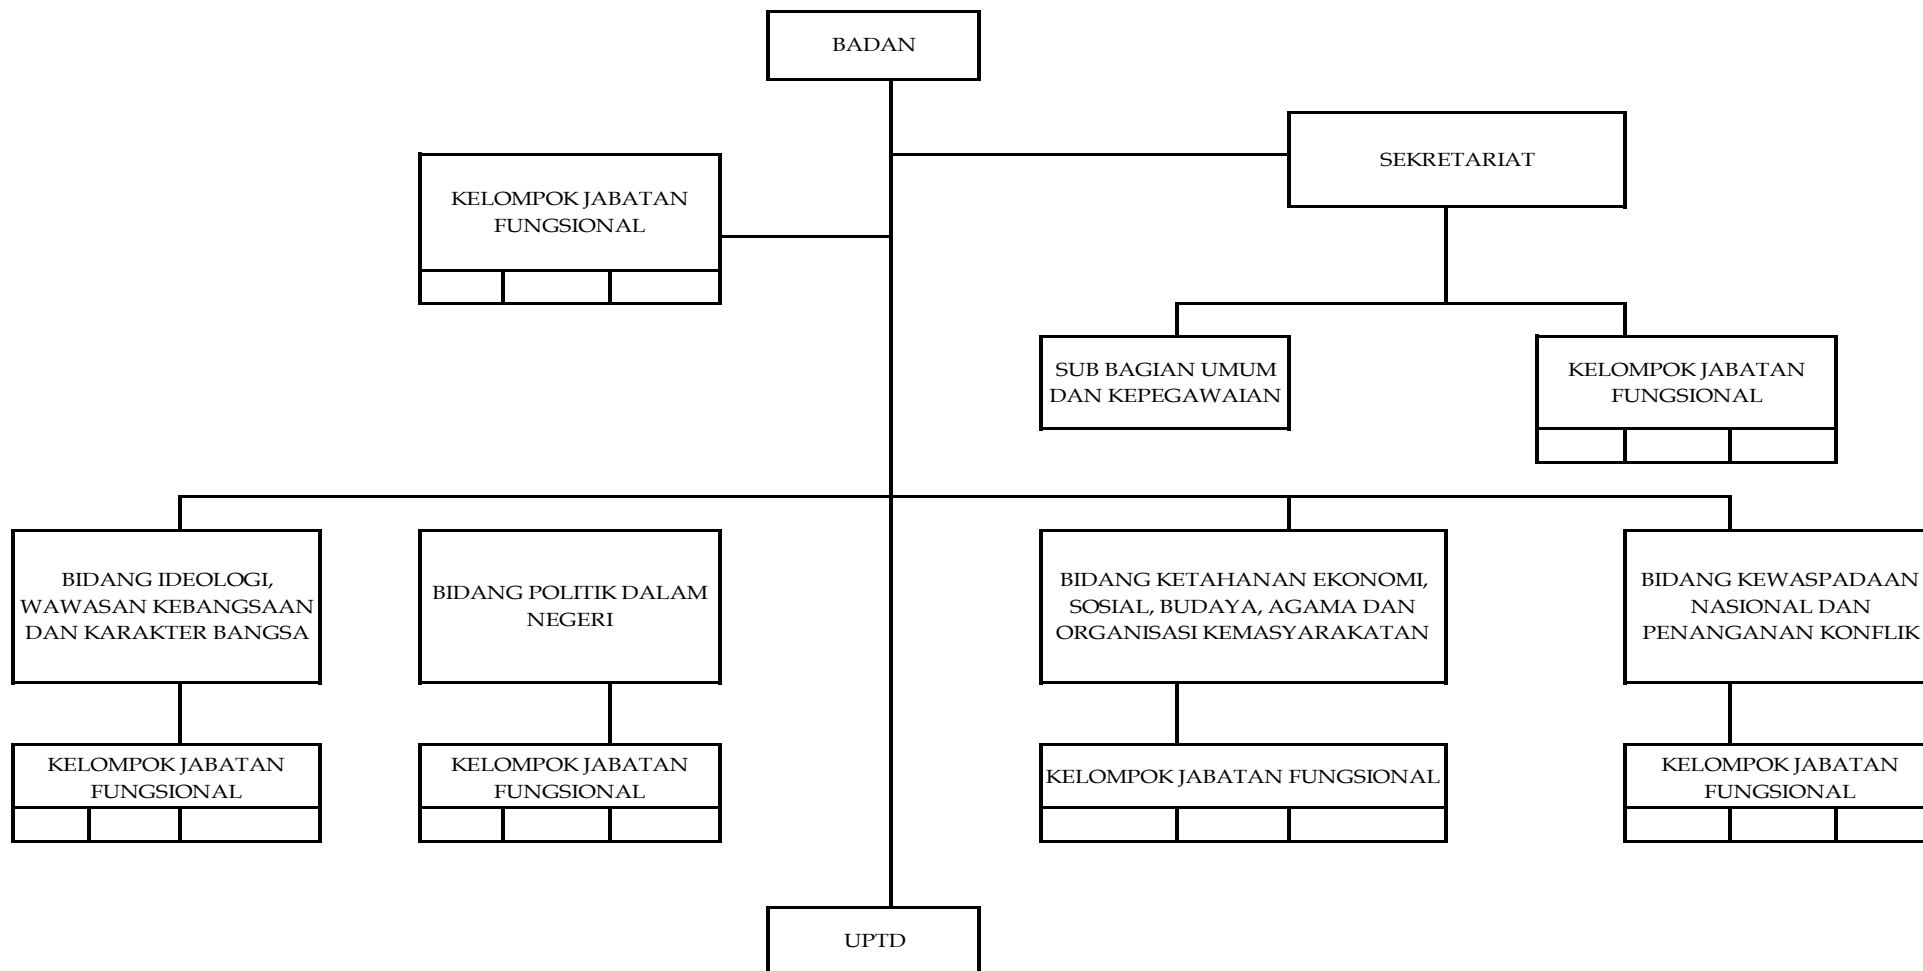 BADAN
SEKRETARIAT
KELOMPOK JABATAN
FUNGSIONAL
SUB BAGIAN UMUM
DAN KEPEGAWAIAN
KELOMPOK JABATAN
FUNGSIONAL
BIDANG IDEOLOGI,
WAWASAN KEBANGSAAN
DAN KARAKTER BANGSA
BIDANG POLITIK DALAM
NEGERI
BIDANG KETAHANAN EKONOMI,
SOSIAL, BUDAYA, AGAMA DAN
ORGANISASI KEMASYARAKATAN
BIDANG KEWASPADAAN
NASIONAL DAN
PENANGANAN KONFLIK
KELOMPOK JABATAN
FUNGSIONAL
KELOMPOK JABATAN
FUNGSIONAL
KELOMPOK JABATAN FUNGSIONAL
KELOMPOK JABATAN
FUNGSIONAL
UPTD